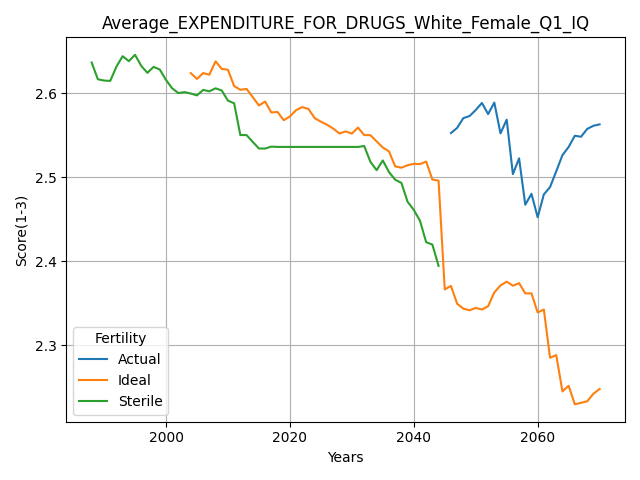 Average_EXPENDITURE_FOR_DRUGS_White_Female_Q1_IQ
Score(1-3)
2.6
2.5
2.4
2.3
Fertility
Actual
Ideal
Sterile
2000 2020 2040 2060
Years